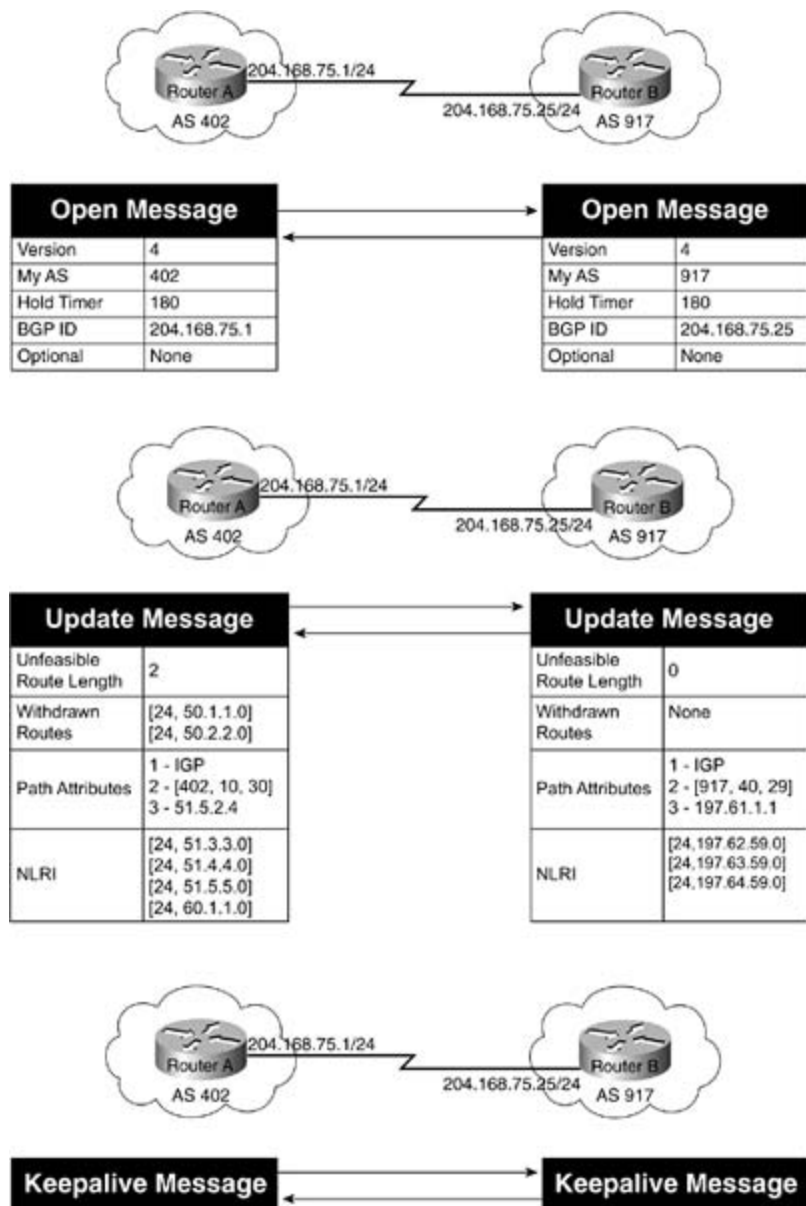 204.168.75.1/24
Router A
Router B
204.168.75.25/24
AS 402
AS 917
Open Message
Open Message
Version 4
Version 4
My AS 402
My AS 917
Hold Timer 180
Hold Timer 180
BGP ID 204.168.75.1
BGP ID 204.168.75.25
Optional None
Optional None
204.168.75.1/24
Router A
Router B
204.168.75.25/24
AS 402
AS 917
Update Message
Update Message
Unfeasible
Route Length 2
Unfeasible
Route Length 0
Withdrawn
Routes
[24, 50.1.1.0]
[24, 50.2.2.0]
Withdrawn
Routes
None
Path Attributes
1 - IGP
2 - [402, 10, 30]
3 - 51.5.2.4
Path Attributes
1 - IGP
2 - [917, 40, 29]
3 - 197.61.1.1
NLRI
[24, 51.3.3.0]
[24, 51.4.4.0]
[24, 51.5.5.0]
[24, 60.1.1.0]
NLRI
[24,197.62.59.0]
[24,197.63.59.0]
[24,197.64.59.0]
204.168.75.1/24
Router A
Router B
204.168.75.25/24
AS 402
AS 917
Keepalive Message
Keepalive Message